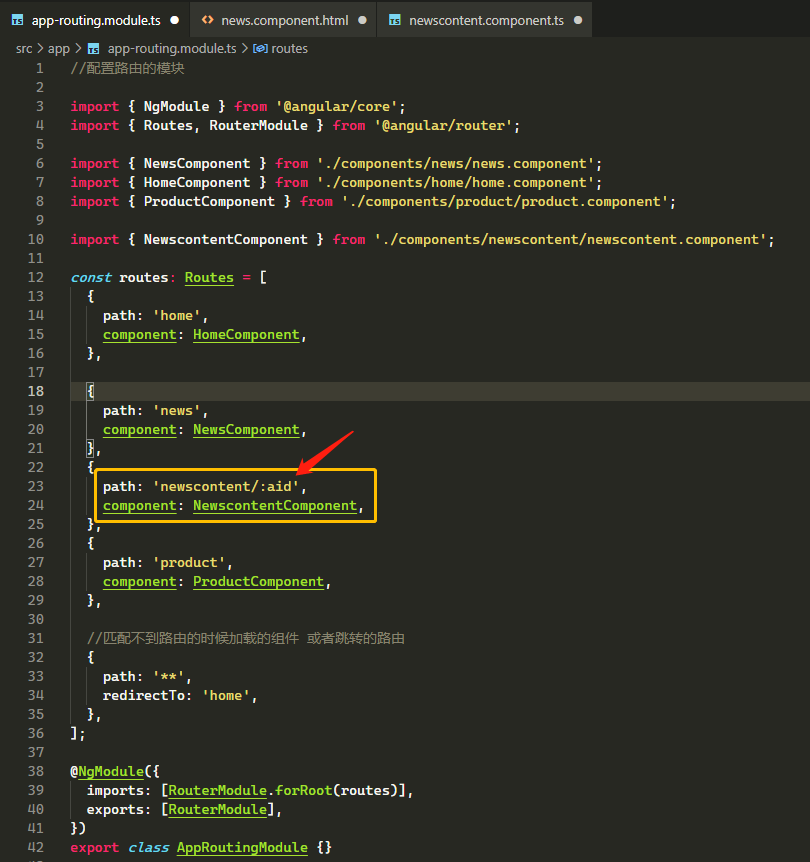 app-routing.module.ts news.component.html newscontent.component.ts
src > app > app-routing.module.ts > routes
1 //配置路由的模块
2
3 import { NgModule } from '@angular/core';
4 import { Routes, RouterModule } from '@angular/router';
5
6 import { NewsComponent } from './components/news/news.component';
7 import { HomeComponent } from './components/home/home.component';
8 import { ProductComponent } from './components/product/product.component';
9
10 import { NewscontentComponent } from './components/newscontent/newscontent.component';
11
12 const routes: Routes = [
13 {
14 path: 'home',
15 component: HomeComponent,
16 },
17
18 {
19 path: 'news',
20 component: NewsComponent,
21 },
22 {
23 path: 'newscontent/:aid',
24 component: NewscontentComponent,
25 },
26 {
27 path: 'product',
28 component: ProductComponent,
29 },
30
31 //匹配不到路由的时候加载的组件 或者跳转的路由
32 {
33 path: '**',
34 redirectTo: 'home',
35 },
36 ];
37
38 @NgModule({
39 imports: [RouterModule.forRoot(routes)],
40 exports: [RouterModule],
41 })
42 export class AppRoutingModule {}